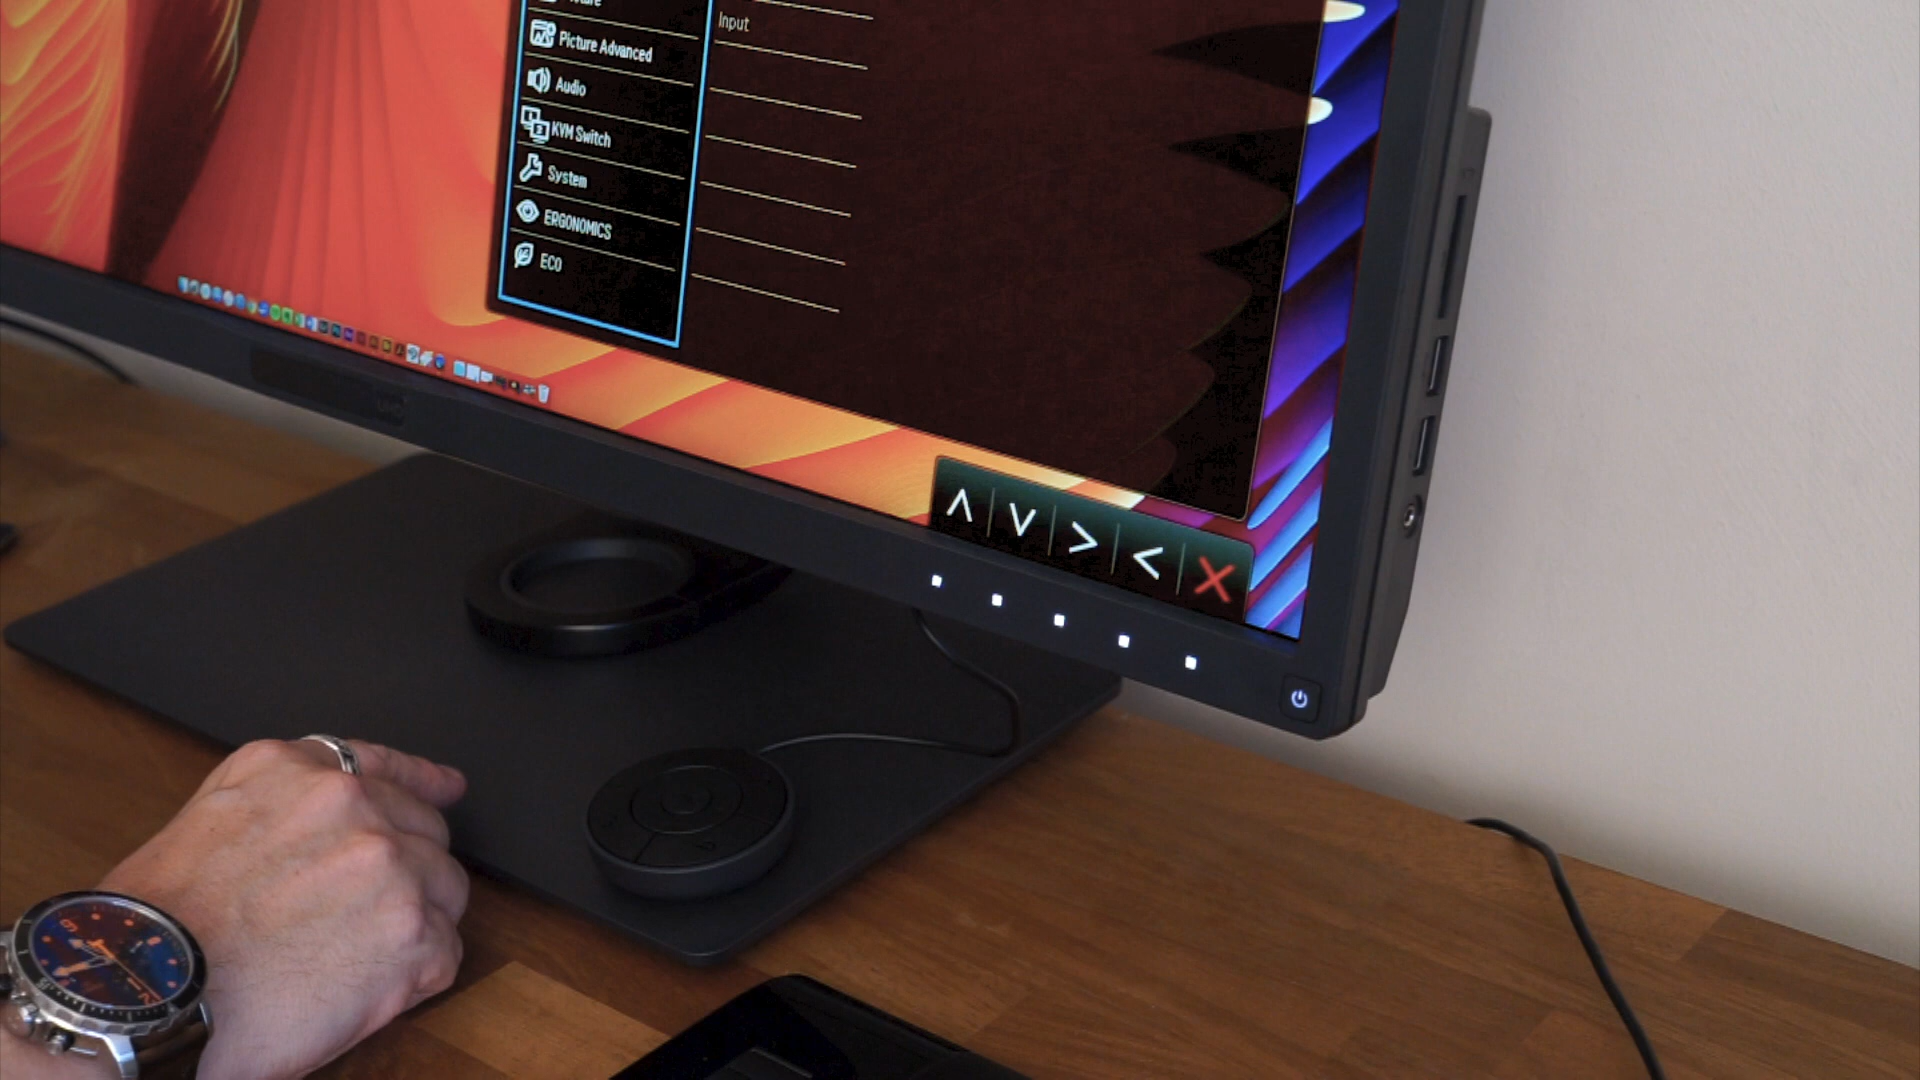 Input
Picture Advanced
Audio
KVM Switch
System
ERGONOMICS
ECO